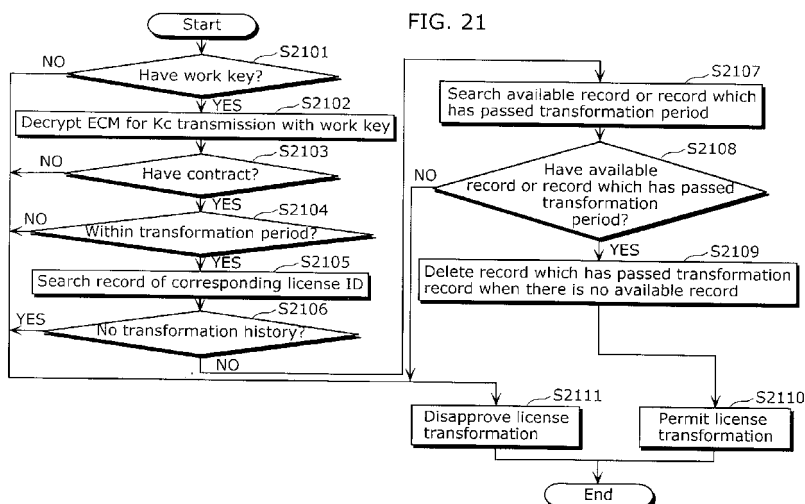 FIG. 21
Start
S2101
NO
Have work key?
YES
S2102
Decrypt ECM for Kc transmission with work key
S2103
NO
Have contract?
YES
S2104
NO
Within transformation period?
YES
S2105
Search record of corresponding license ID
S2106
YES
No transformation history?
NO
S2107
Search available record or record which
has passed transformation period
S2108
NO
Have available
record or record which has passed
transformation
period?
YES
S2109
Delete record which has passed transformation
record when there is no available record
S2111
Disapprove license
transformation
S2110
Permit license
transformation
End